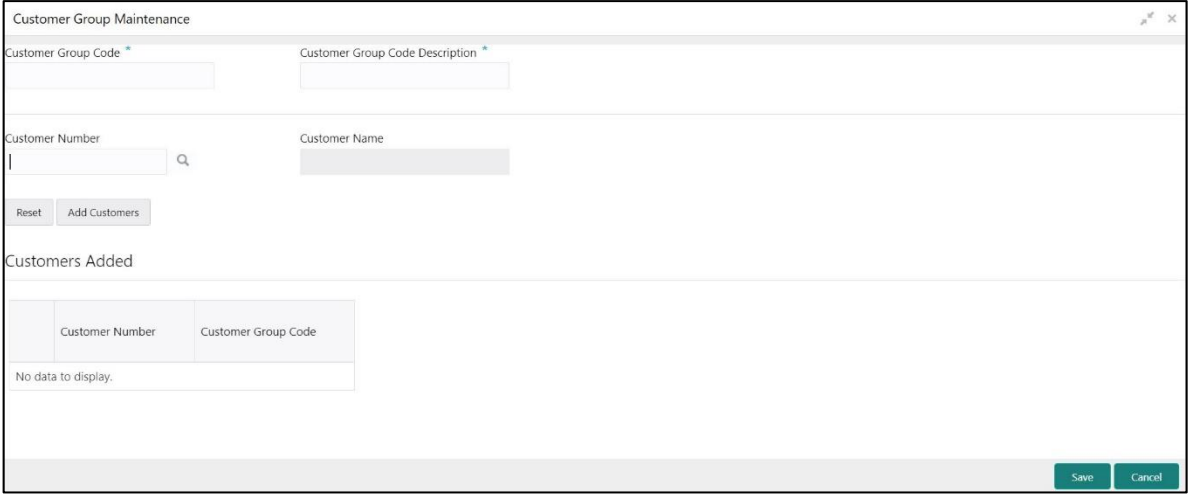 Customer Group Maintenance
Customer Group Code * Customer Group Code Description *
Customer Number Customer Name
Reset Add Customers
Customers Added
Customer Number Customer Group Code
No data to display.
Save Cancel